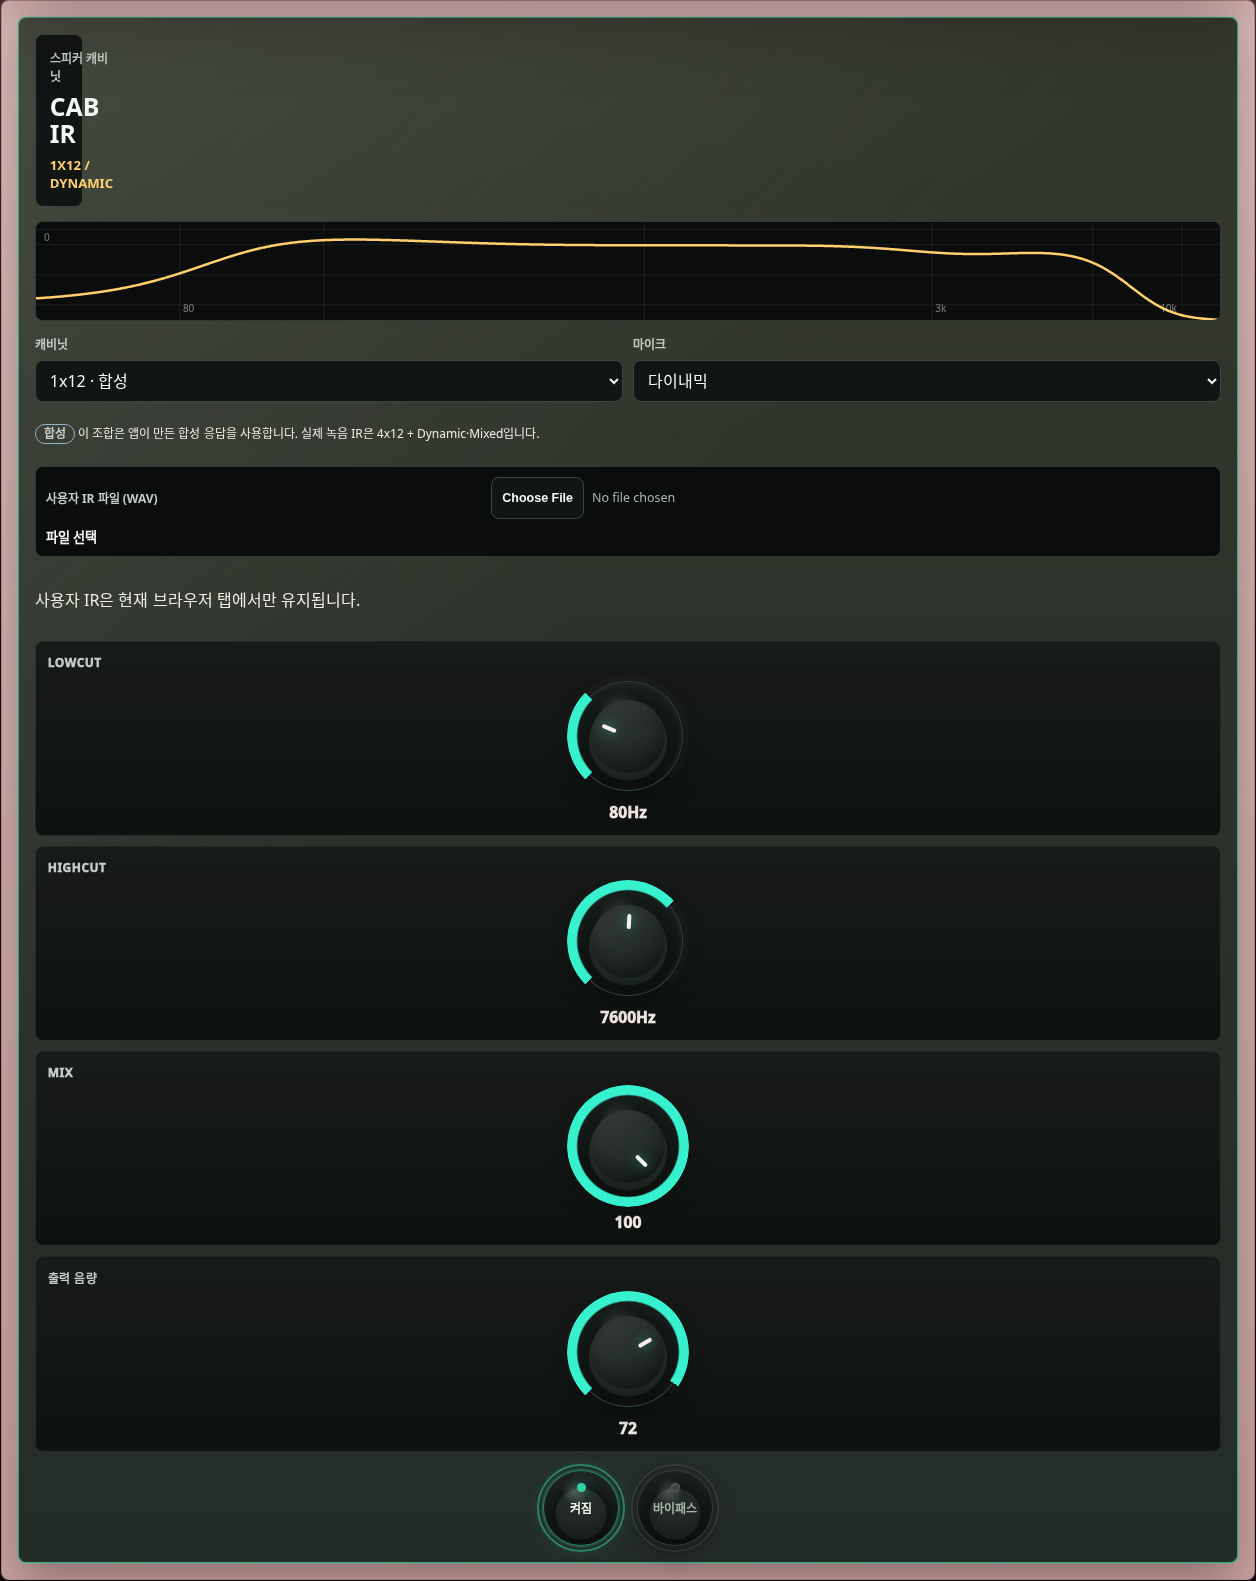 스피커 캐비
닛
CAB
IR
1X12 /
DYNAMIC
0
80
3k
10k
캐비닛
마이크
1x12 · 합성
다이내믹
합성 이 조합은 앱이 만든 합성 응답을 사용합니다. 실제 녹음 IR은 4x12 + Dynamic·Mixed입니다.
사용자 IR 파일 (WAV)
Choose File No file chosen
파일 선택
사용자 IR은 현재 브라우저 탭에서만 유지됩니다.
LOWCUT
80Hz
HIGHCUT
7600Hz
MIX
100
출력 음량
72
켜짐
바이패스